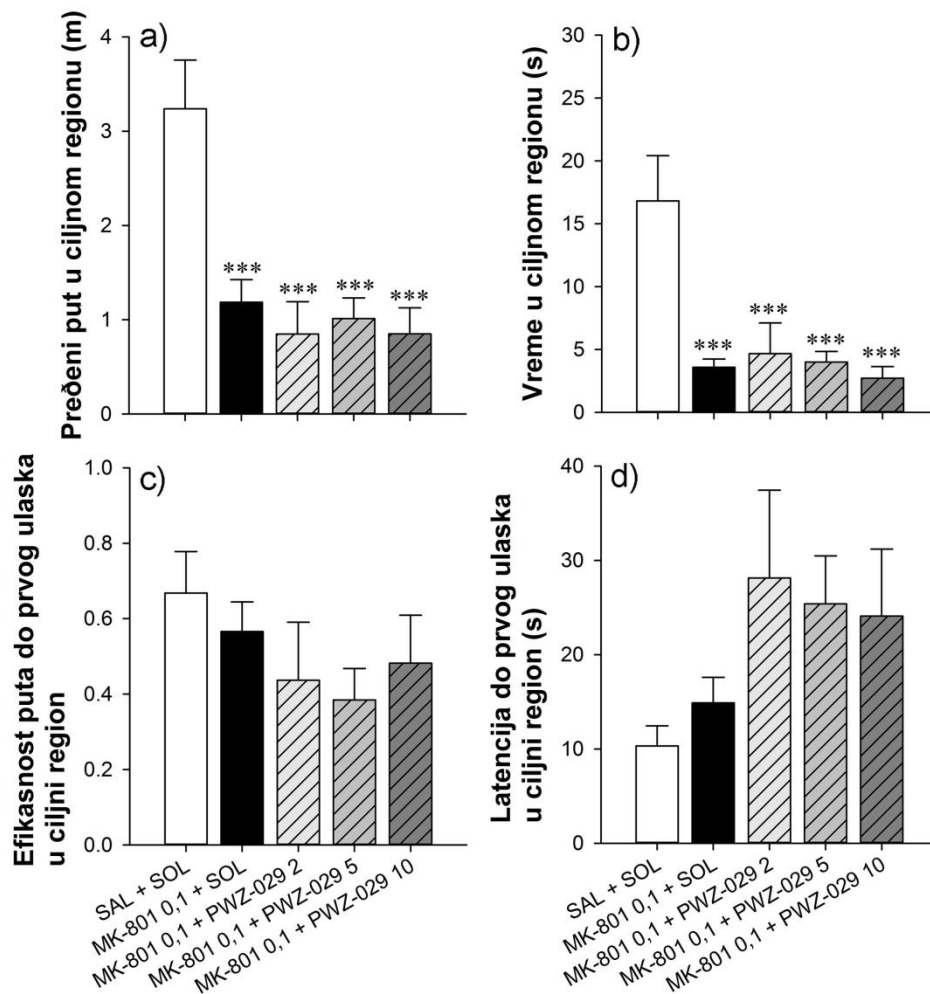 a)
Pređeni put u ciljnom regionu (m)
4
3
2
1
0
***
***
***
***
b)
Vreme u ciljnom regionu (s)
30
25
20
15
10
5
0
***
***
***
***
c)
Efikasnost puta do prvog ulaska
u ciljni region
1.0
0.8
0.6
0.4
0.2
0.0
SAL + SOL
MK-801 0,1 + SOL
MK-801 0,1 + PWZ-029 2
MK-801 0,1 + PWZ-029 5
MK-801 0,1 + PWZ-029 10
d)
Latencija do prvog ulaska
u ciljni region (s)
40
30
20
10
0
SAL + SOL
MK-801 0,1 + SOL
MK-801 0,1 + PWZ-029 2
MK-801 0,1 + PWZ-029 5
MK-801 0,1 + PWZ-029 10